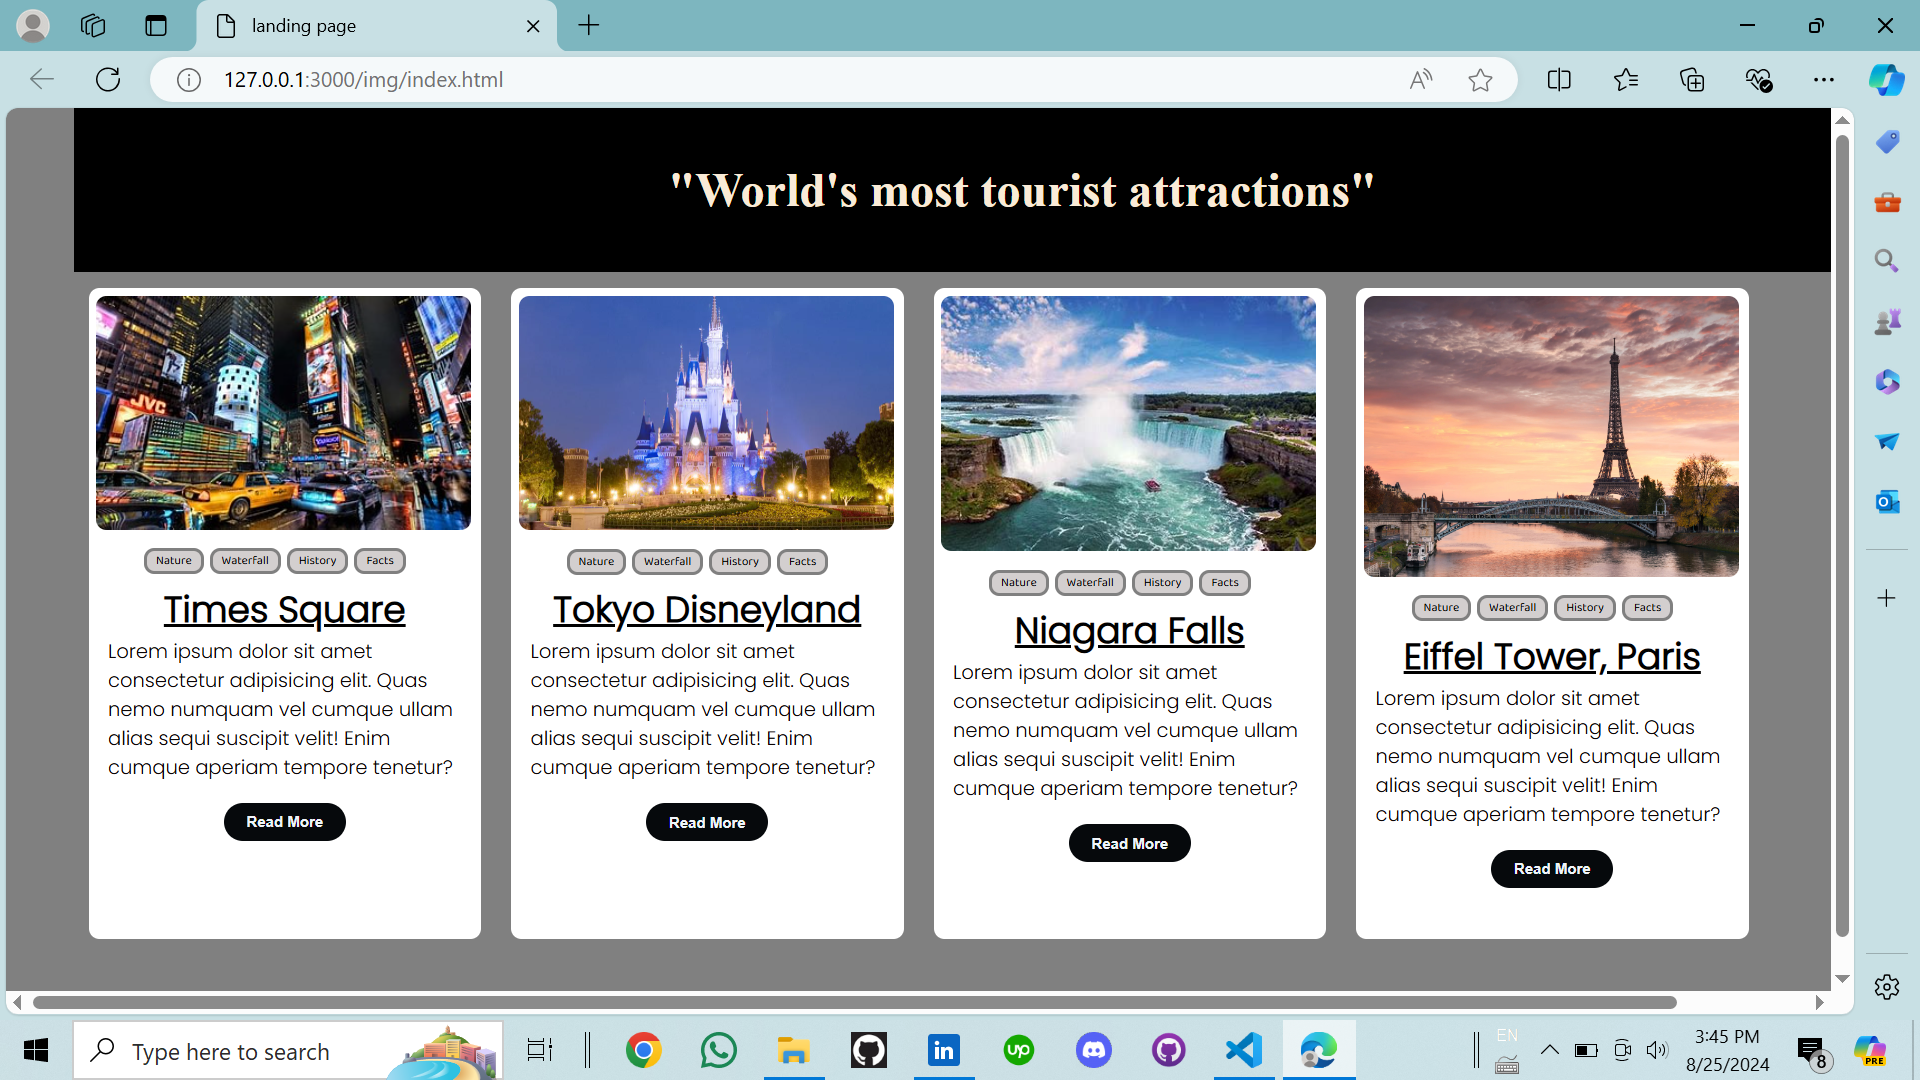 landing page
127.0.0.1:3000/img/index.html
"World's most tourist attractions"
JVC
YAHOO!
Nature Waterfall History Facts
Times Square
Lorem ipsum dolor sit amet
consectetur adipisicing elit. Quas
nemo numquam vel cumque ullam
alias sequi suscipit velit! Enim
cumque aperiam tempore tenetur?
Read More
Nature Waterfall History Facts
Tokyo Disneyland
Lorem ipsum dolor sit amet
consectetur adipisicing elit. Quas
nemo numquam vel cumque ullam
alias sequi suscipit velit! Enim
cumque aperiam tempore tenetur?
Read More
Nature Waterfall History Facts
Niagara Falls
Lorem ipsum dolor sit amet
consectetur adipisicing elit. Quas
nemo numquam vel cumque ullam
alias sequi suscipit velit! Enim
cumque aperiam tempore tenetur?
Read More
Nature Waterfall History Facts
Eiffel Tower, Paris
Lorem ipsum dolor sit amet
consectetur adipisicing elit. Quas
nemo numquam vel cumque ullam
alias sequi suscipit velit! Enim
cumque aperiam tempore tenetur?
Read More
Type here to search
in
up
EN
3:45 PM
8/25/2024
8
PRE